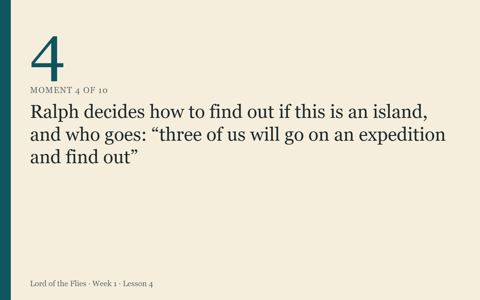 4
MOMENT 4 OF 10
Ralph decides how to find out if this is an island,
and who goes: “three of us will go on an expedition
and find out”
Lord of the Flies · Week 1 · Lesson 4